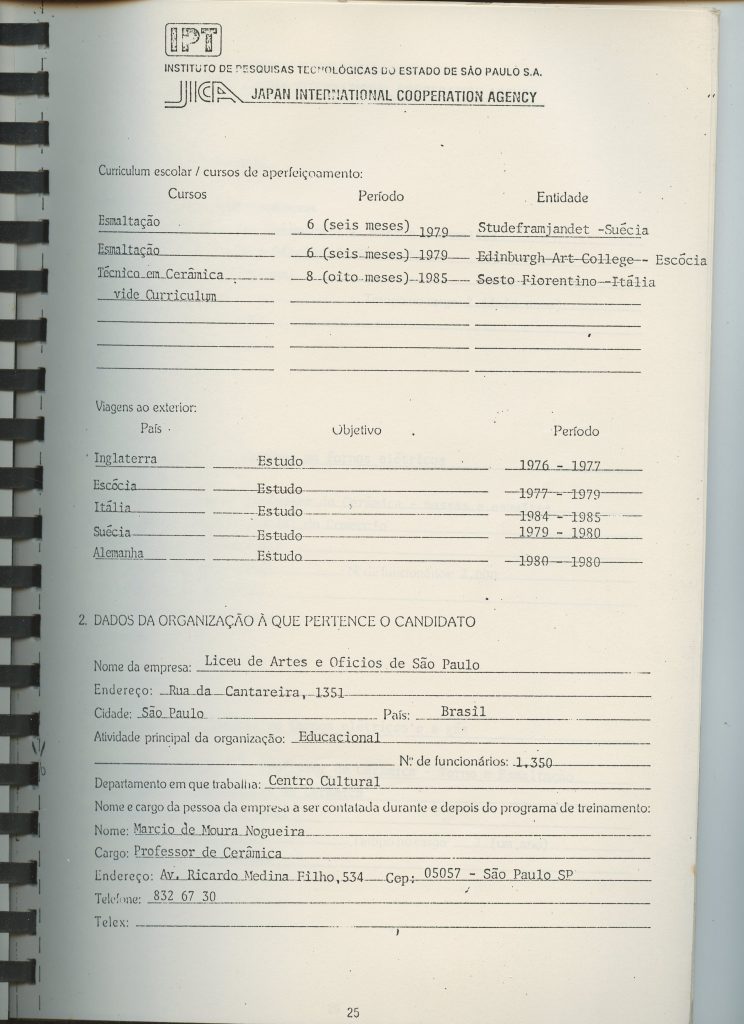 IPT
INSTITUTO DE PESQUISAS TECNOLÓGICAS DO ESTADO DE SÃO PAULO S.A.
JICA JAPAN INTERNATIONAL COOPERATION AGENCY
Curriculum escolar / cursos de aperfeiçoamento:
Cursos Período Entidade
Esmaltação 6 (seis meses) 1979 Studeframjandet -Suécia
Esmaltação 6 (seis meses) 1979 Edinburgh Art College - Escócia
Técnico em Cerâmica 8 (oito meses) 1985 Sesto Fiorentino -Itália
vide Curriculum
Viagens ao exterior:
País Objetivo Período
Inglaterra Estudo 1976 - 1977
Escócia Estudo 1977 - 1979
Itália Estudo 1984 - 1985
Suécia Estudo 1979 - 1980
Alemanha Estudo 1980 - 1980
2. DADOS DA ORGANIZAÇÃO À QUE PERTENCE O CANDIDATO
Nome da empresa: Liceu de Artes e Oficios de São Paulo
Endereço: Rua da Cantareira, 1351
Cidade: São Paulo País: Brasil
Atividade principal da organização: Educacional
N.º de funcionários: 1.350
Departamento em que trabalha: Centro Cultural
Nome e cargo da pessoa da empresa a ser contatada durante e depois do programa de treinamento:
Nome: Marcio de Moura Nogueira
Cargo: Professor de Cerâmica
Endereço: Av. Ricardo Medina Filho,534 Cep: 05057 - São Paulo SP
Telefone: 832 67 30
Telex:
25